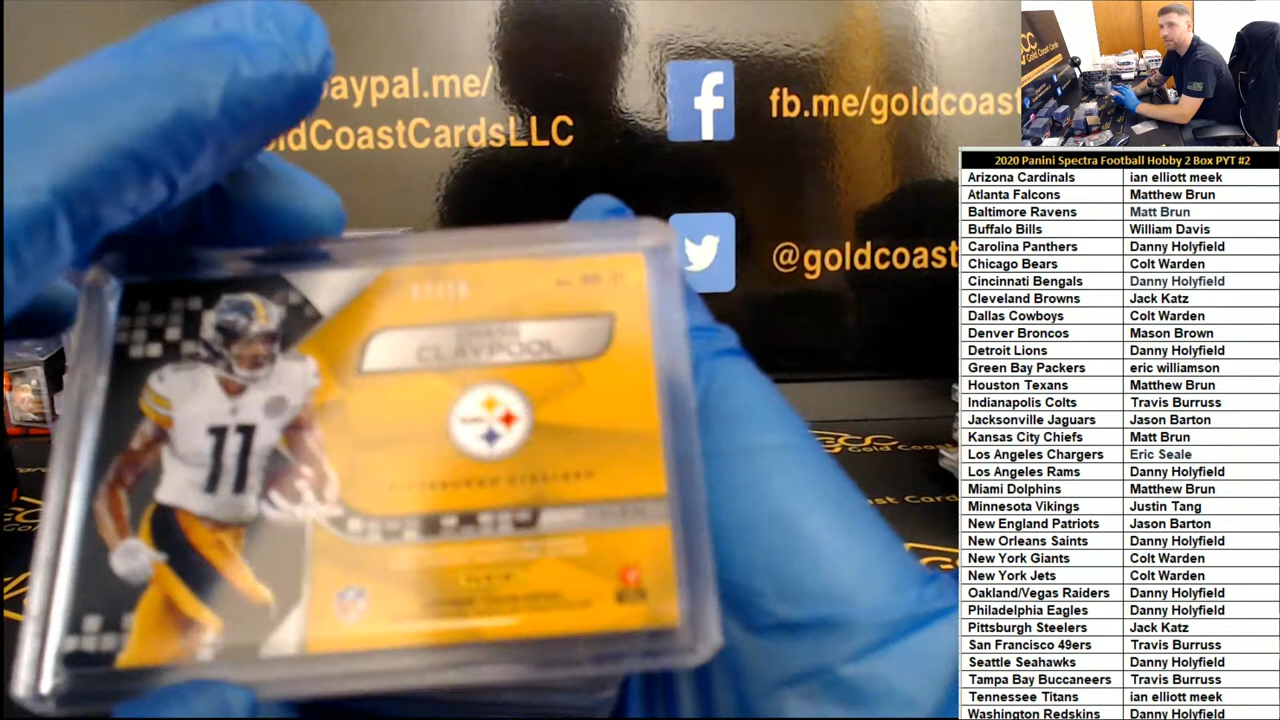 paypal.me/
GoldCoastCardsLLC
fb.me/goldcoast
@goldcoast
11
2020 Panini Spectra Football Hobby 2 Box PYT #2
Arizona Cardinals ian elliott meek
Atlanta Falcons Matthew Brun
Baltimore Ravens Matt Brun
Buffalo Bills William Davis
Carolina Panthers Danny Holyfield
Chicago Bears Colt Warden
Cincinnati Bengals Danny Holyfield
Cleveland Browns Jack Katz
Dallas Cowboys Colt Warden
Denver Broncos Mason Brown
Detroit Lions Danny Holyfield
Green Bay Packers eric williamson
Houston Texans Matthew Brun
Indianapolis Colts Travis Burruss
Jacksonville Jaguars Jason Barton
Kansas City Chiefs Matt Brun
Los Angeles Chargers Eric Seale
Los Angeles Rams Danny Holyfield
Miami Dolphins Matthew Brun
Minnesota Vikings Justin Tang
New England Patriots Jason Barton
New Orleans Saints Danny Holyfield
New York Giants Colt Warden
New York Jets Colt Warden
Oakland/Vegas Raiders Danny Holyfield
Philadelphia Eagles Danny Holyfield
Pittsburgh Steelers Jack Katz
San Francisco 49ers Travis Burruss
Seattle Seahawks Danny Holyfield
Tampa Bay Buccaneers Travis Burruss
Tennessee Titans ian elliott meek
Washington Redskins Danny Holyfield